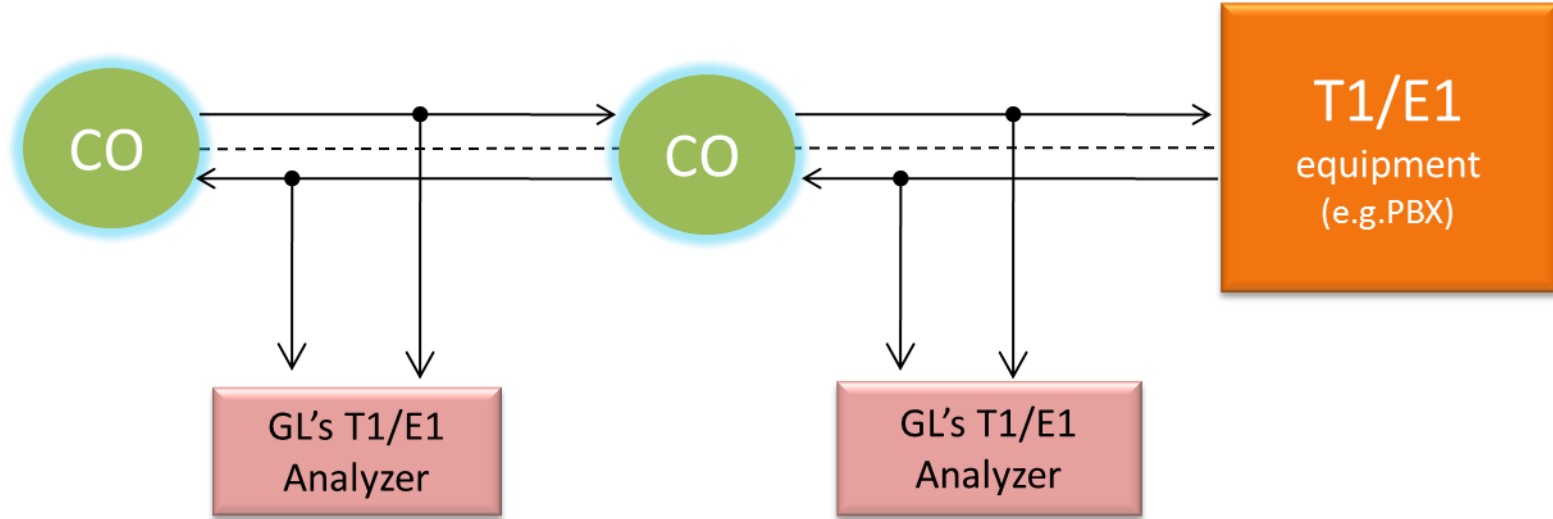 CO
CO
T1/E1
equipment
(e.g.PBX)
GL’s T1/E1
Analyzer
GL’s T1/E1
Analyzer